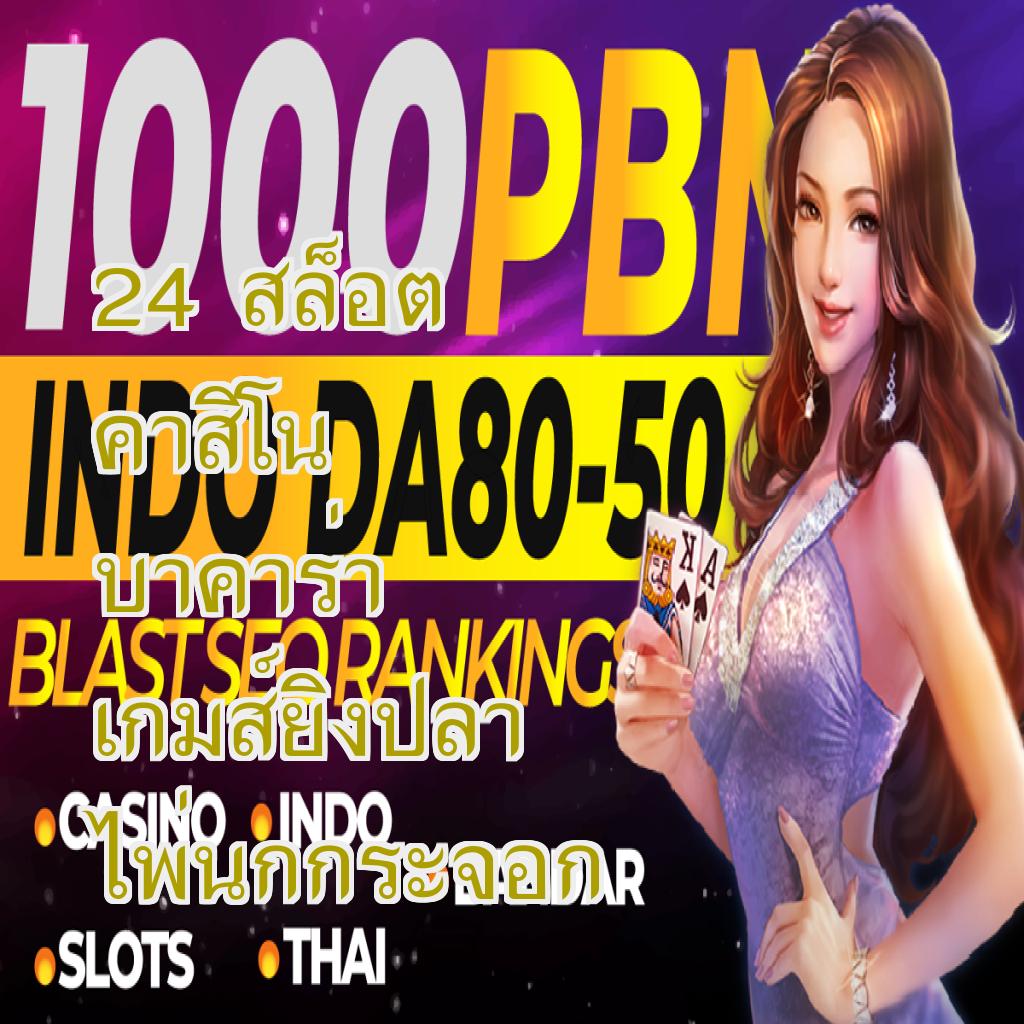 1000PBN
24 สล็อต
INDO DA80-50
คาสิโน
บาคาร่า
BLAST SEO RANKINGS
เกมส์ยิงปลา
CASINO INDO
ไพ่นกกระจอก
SLOTS THAI